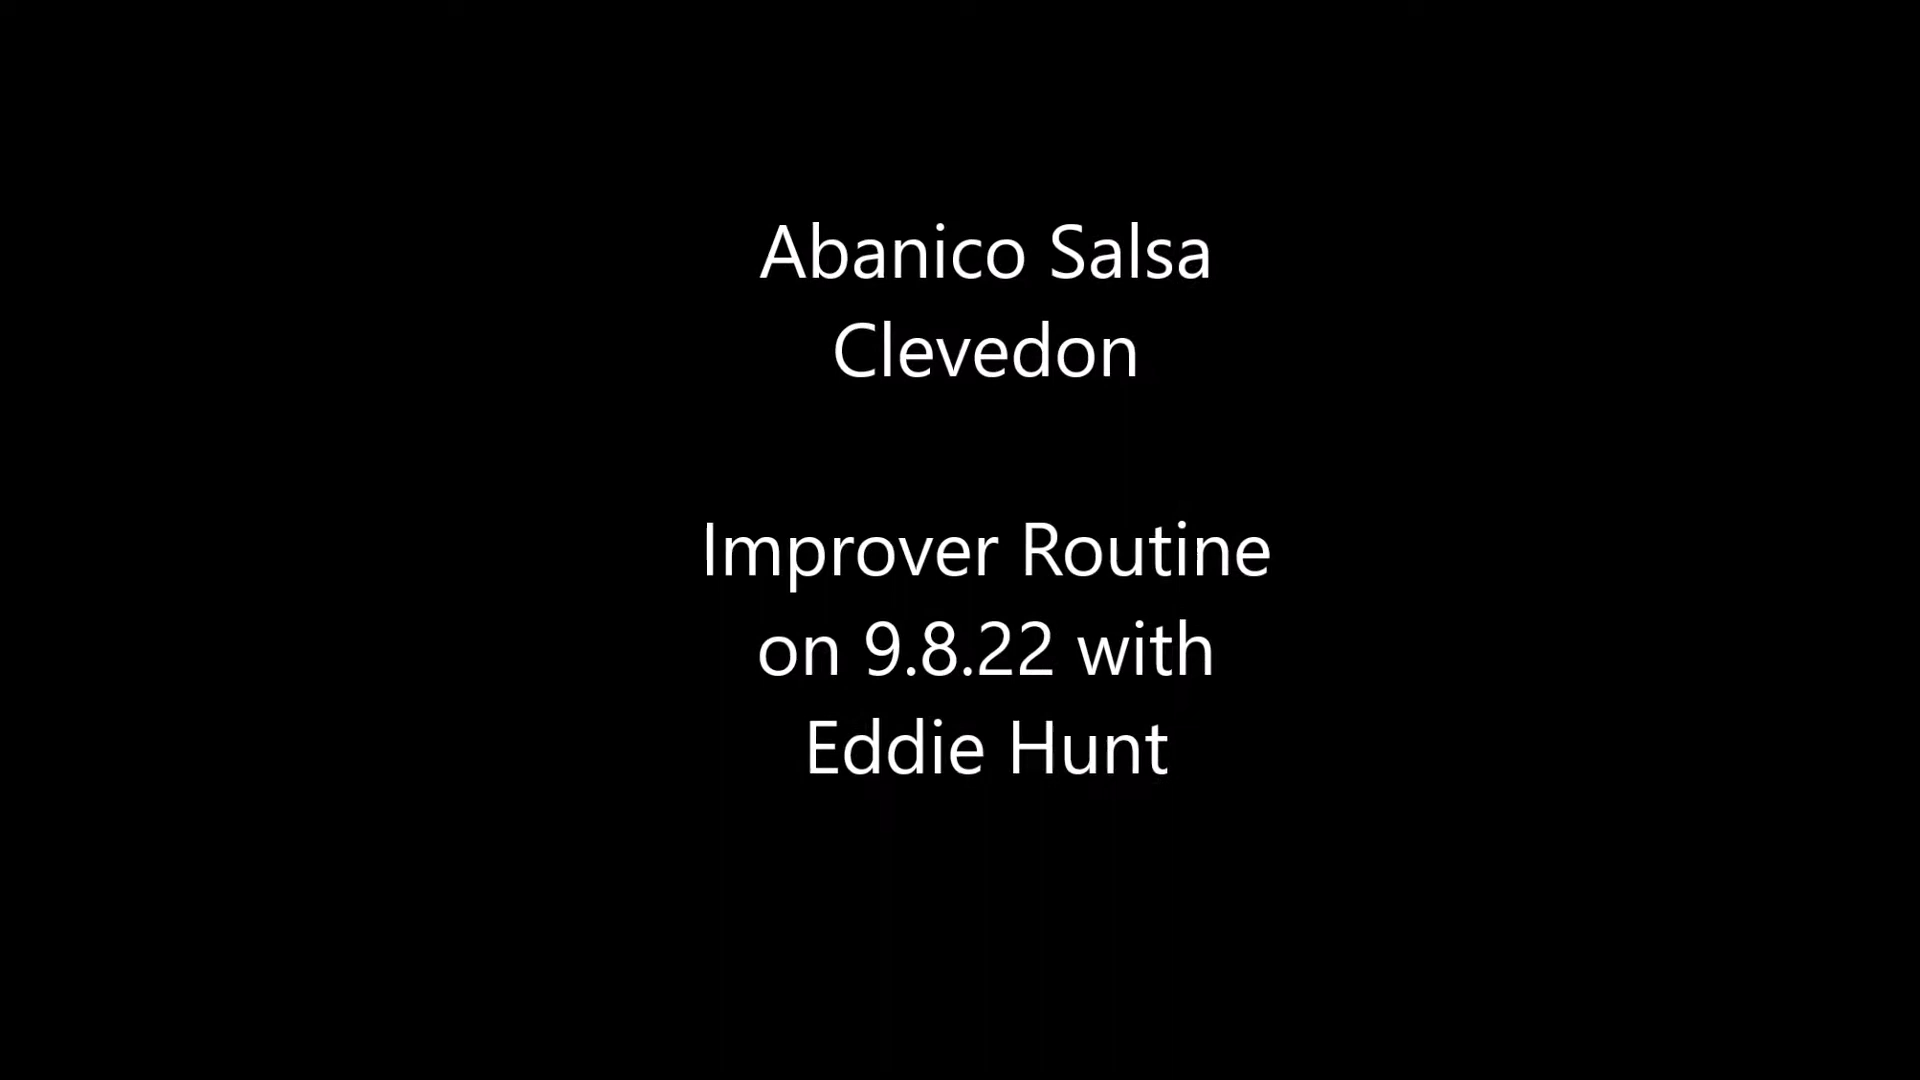 Abanico Salsa
Clevedon
Improver Routine
on 9.8.22 with
Eddie Hunt